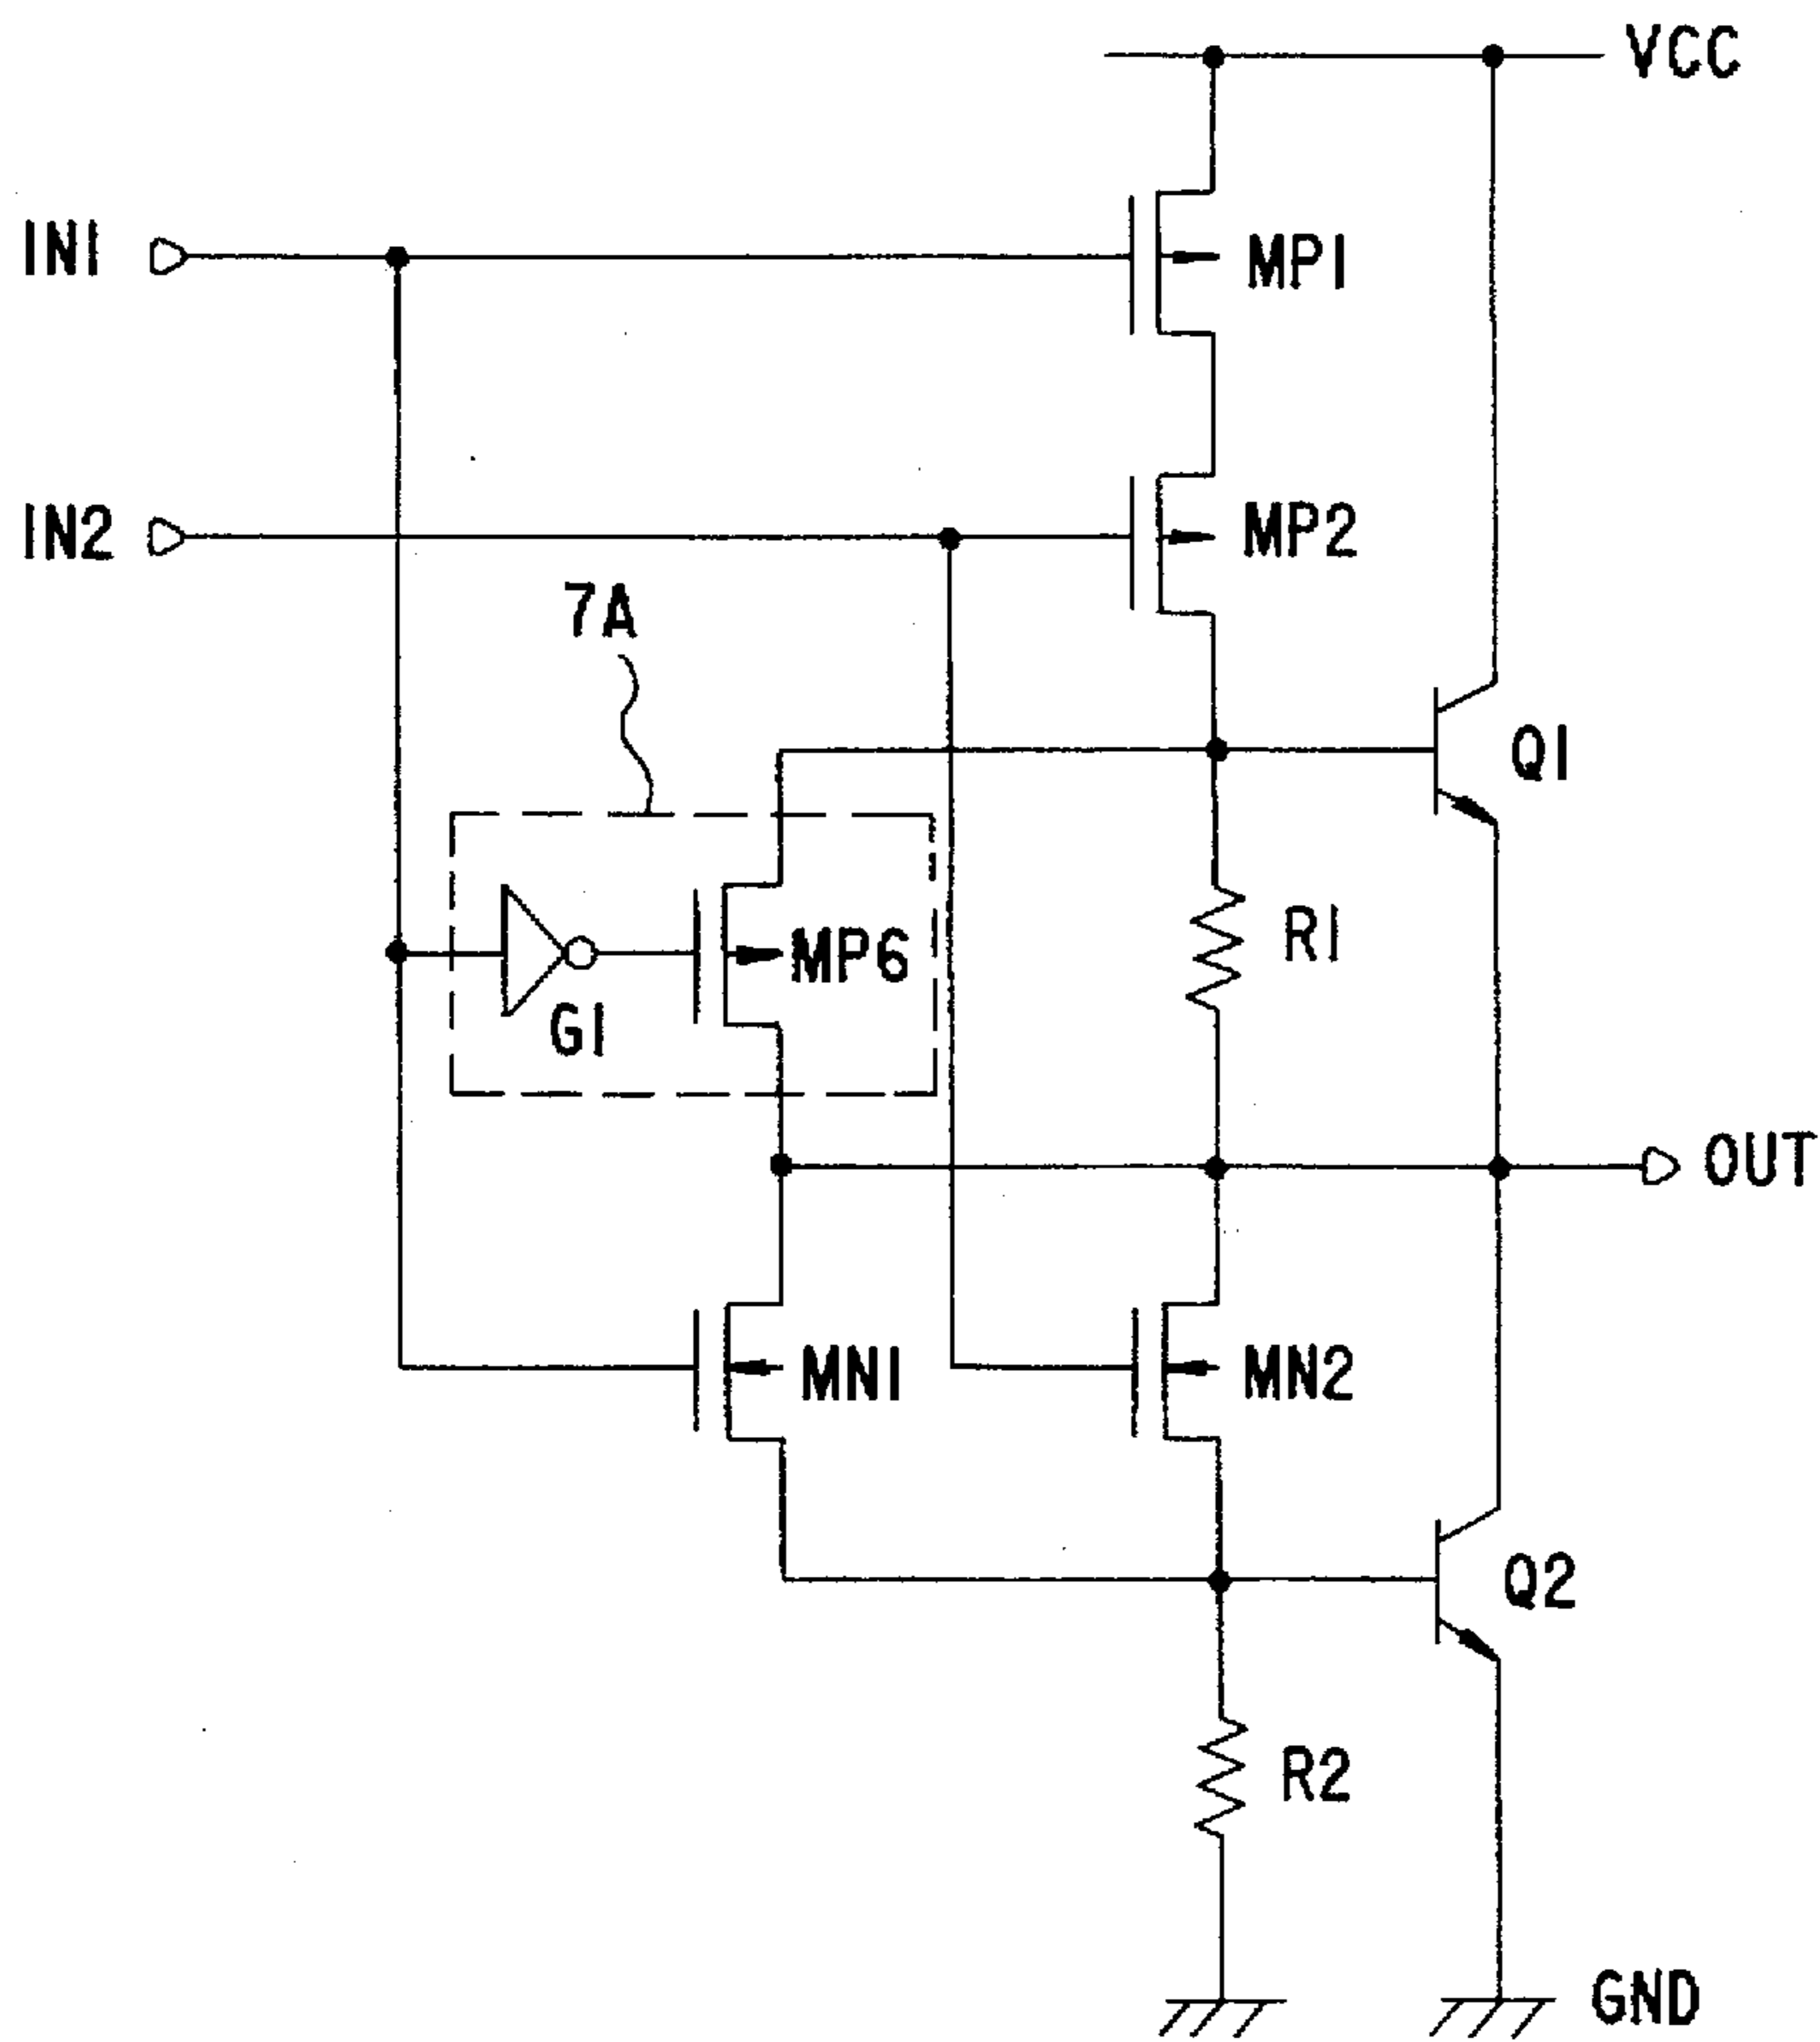 VCC
IN1
MP1
IN2
MP2
7A
Q1
R1
MP6
G1
OUT
MN1
MN2
Q2
R2
GND